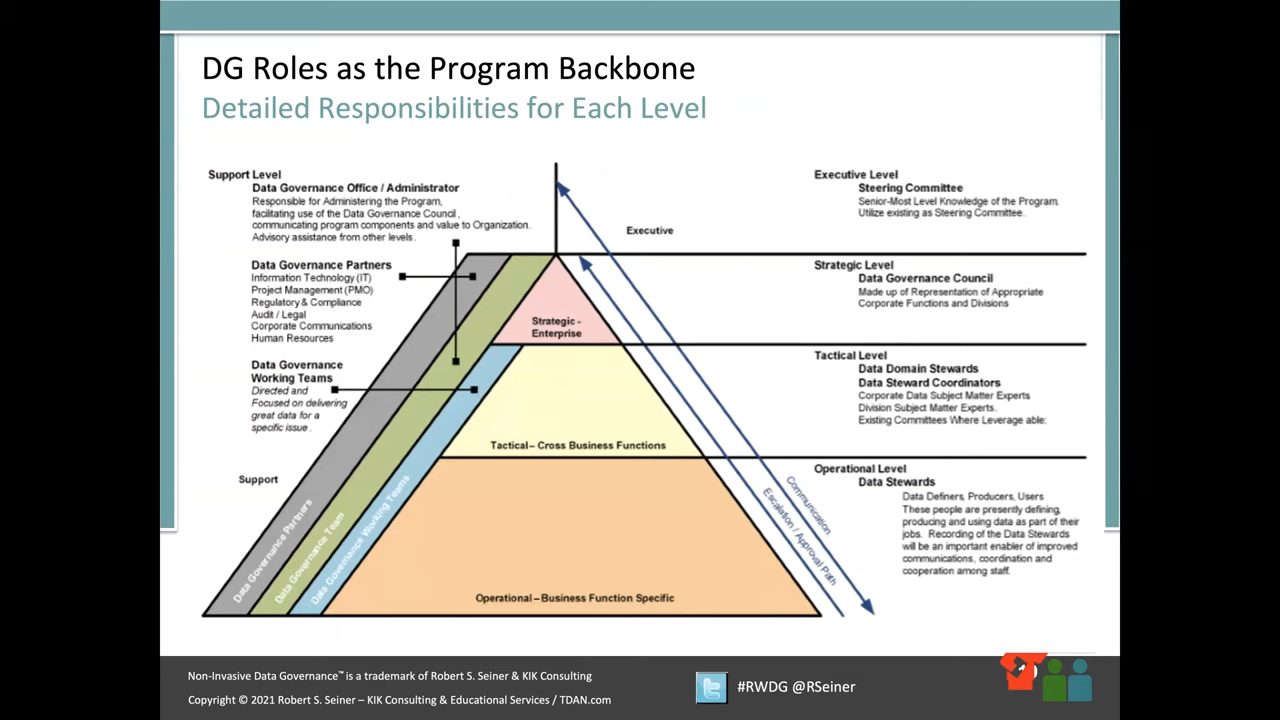 DG Roles as the Program Backbone
Detailed Responsibilities for Each Level
Support Level
Data Governance Office / Administrator
Responsible for Administering the Program,
facilitating use of the Data Governance Council,
communicating program components and value to Organization.
Advisory assistance from other levels.
Data Governance Partners
Information Technology (IT)
Project Management (PMO)
Regulatory & Compliance
Audit / Legal
Corporate Communications
Human Resources
Data Governance
Working Teams
Directed and
Focused on delivering
great data for a
specific issue.
Support
Data Governance Partners
Data Governance Team
Data Governance Working Teams
Executive
Strategic -
Enterprise
Tactical – Cross Business Functions
Operational – Business Function Specific
Communication
Escalation / Approval Path
Executive Level
Steering Committee
Senior-Most Level Knowledge of the Program.
Utilize existing as Steering Committee.
Strategic Level
Data Governance Council
Made up of Representation of Appropriate
Corporate Functions and Divisions
Tactical Level
Data Domain Stewards
Data Steward Coordinators
Corporate Data Subject Matter Experts
Division Subject Matter Experts.
Existing Committees Where Leverage able:
Operational Level
Data Stewards
Data Definers, Producers, Users
These people are presently defining,
producing and using data as part of their
jobs. Recording of the Data Stewards
will be an important enabler of improved
communications, coordination and
cooperation among staff.
Non-Invasive Data Governance™ is a trademark of Robert S. Seiner & KIK Consulting
Copyright © 2021 Robert S. Seiner – KIK Consulting & Educational Services / TDAN.com
#RWDG @RSeiner